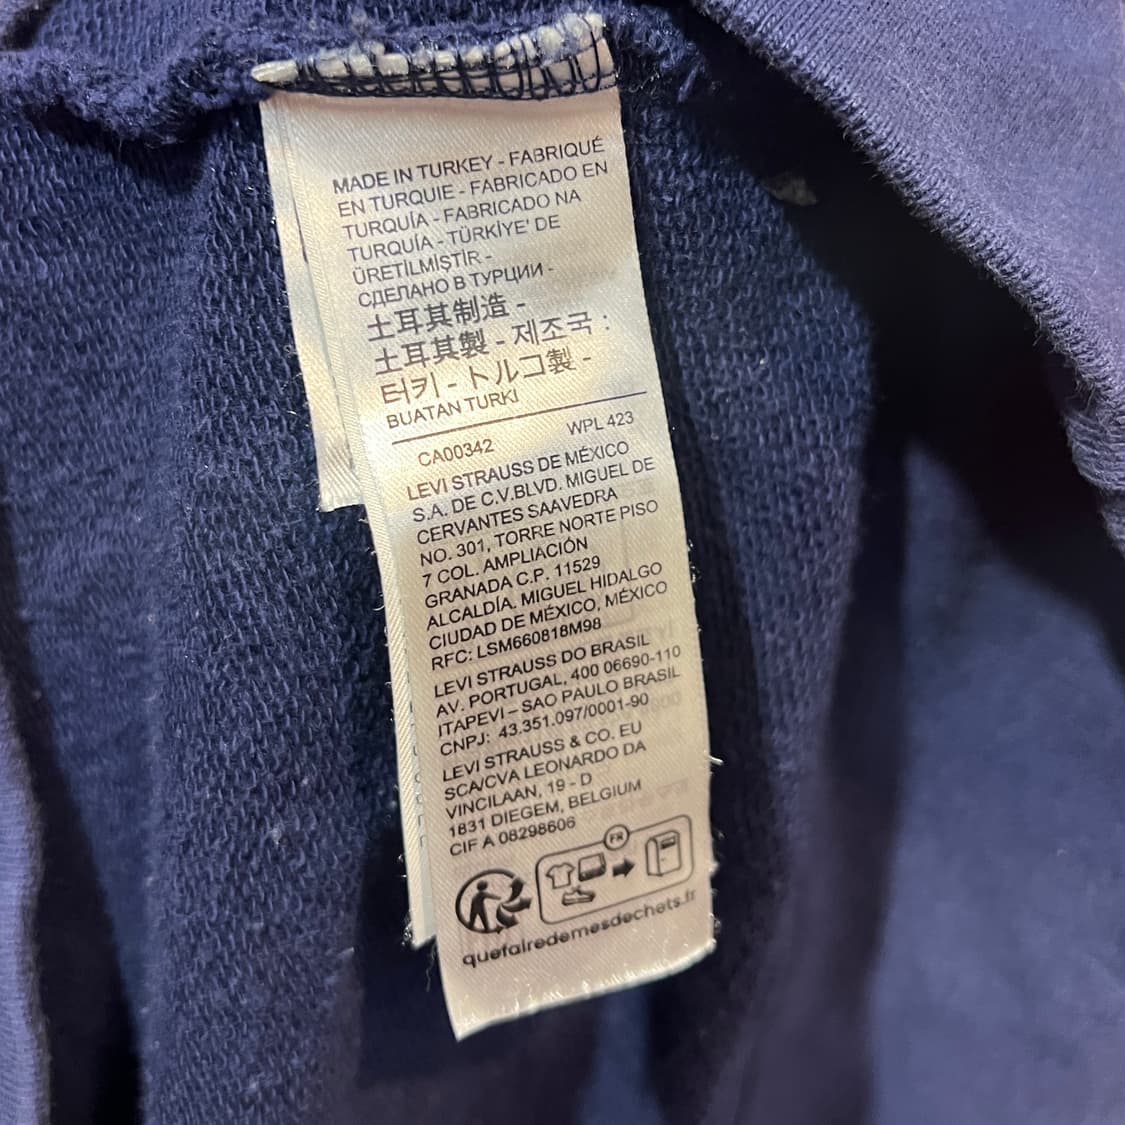 MADE IN TURKEY - FABRIQUÉ
EN TURQUIE - FABRICADO EN
TURQUÍA - FABRICADO NA
TURQUÍA - TÜRKİYE' DE
ÜRETİLMİŞTİR -
СДЕЛАНО В ТУРЦИИ -
土耳其制造 -
土耳其製 - 제조국 :
터키 - トルコ製 -
BUATAN TURKI
CA00342 WPL 423
LEVI STRAUSS DE MÉXICO
S.A. DE C.V.BLVD. MIGUEL DE
CERVANTES SAAVEDRA
NO. 301, TORRE NORTE PISO
7 COL. AMPLIACIÓN
GRANADA C.P. 11529
ALCALDÍA. MIGUEL HIDALGO
CIUDAD DE MÉXICO, MÉXICO
RFC: LSM660818M98
LEVI STRAUSS DO BRASIL
AV. PORTUGAL, 400 06690-110
ITAPEVI – SAO PAULO BRASIL
CNPJ: 43.351.097/0001-90
LEVI STRAUSS & CO. EU
SCA/CVA LEONARDO DA
VINCILAAN, 19 - D
1831 DIEGEM, BELGIUM
CIF A 08298606
FR
quefairedemesdechets.fr